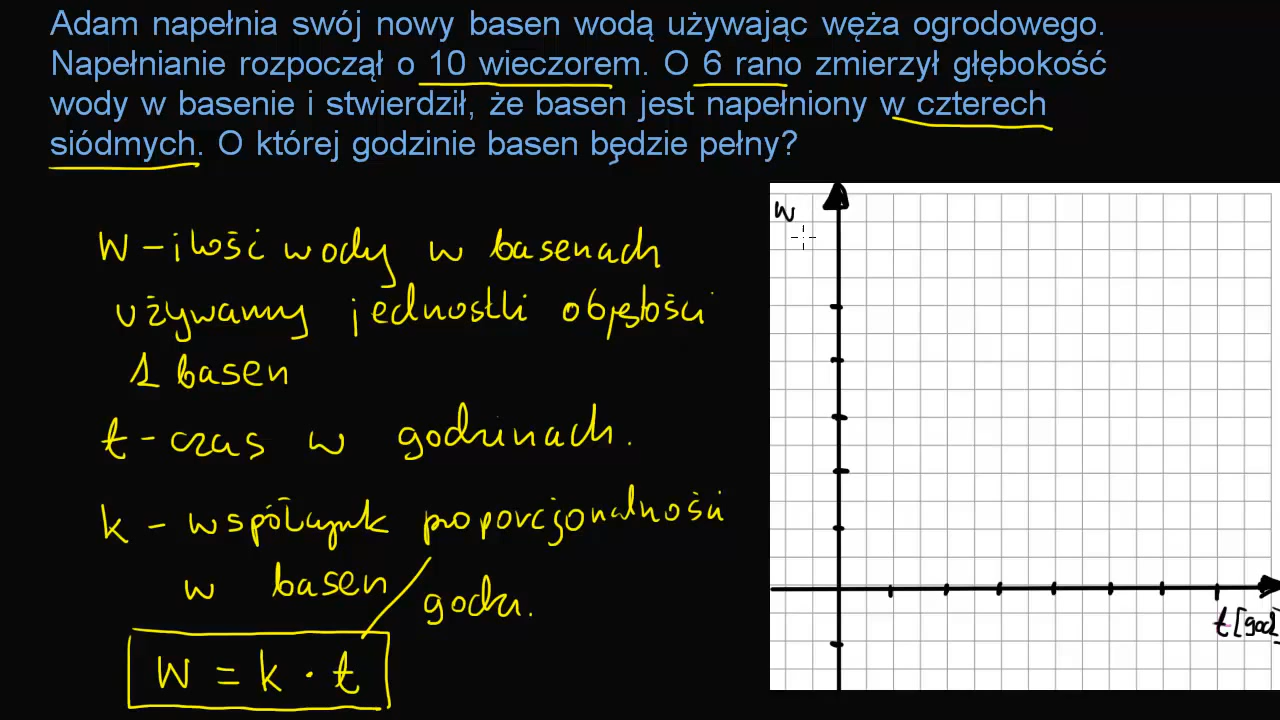 Adam napełnia swój nowy basen wodą używając węża ogrodowego.
Napełnianie rozpoczął o 10 wieczorem. O 6 rano zmierzył głębokość
wody w basenie i stwierdził, że basen jest napełniony w czterech
siódmych. O której godzinie basen będzie pełny?
W - ilość wody w basenach
używamy jednostki objętości
1 basen
t - czas w godzinach.
k - współczynnik proporcjonalności
w basen/godz.
W = k · t
W
t [god]